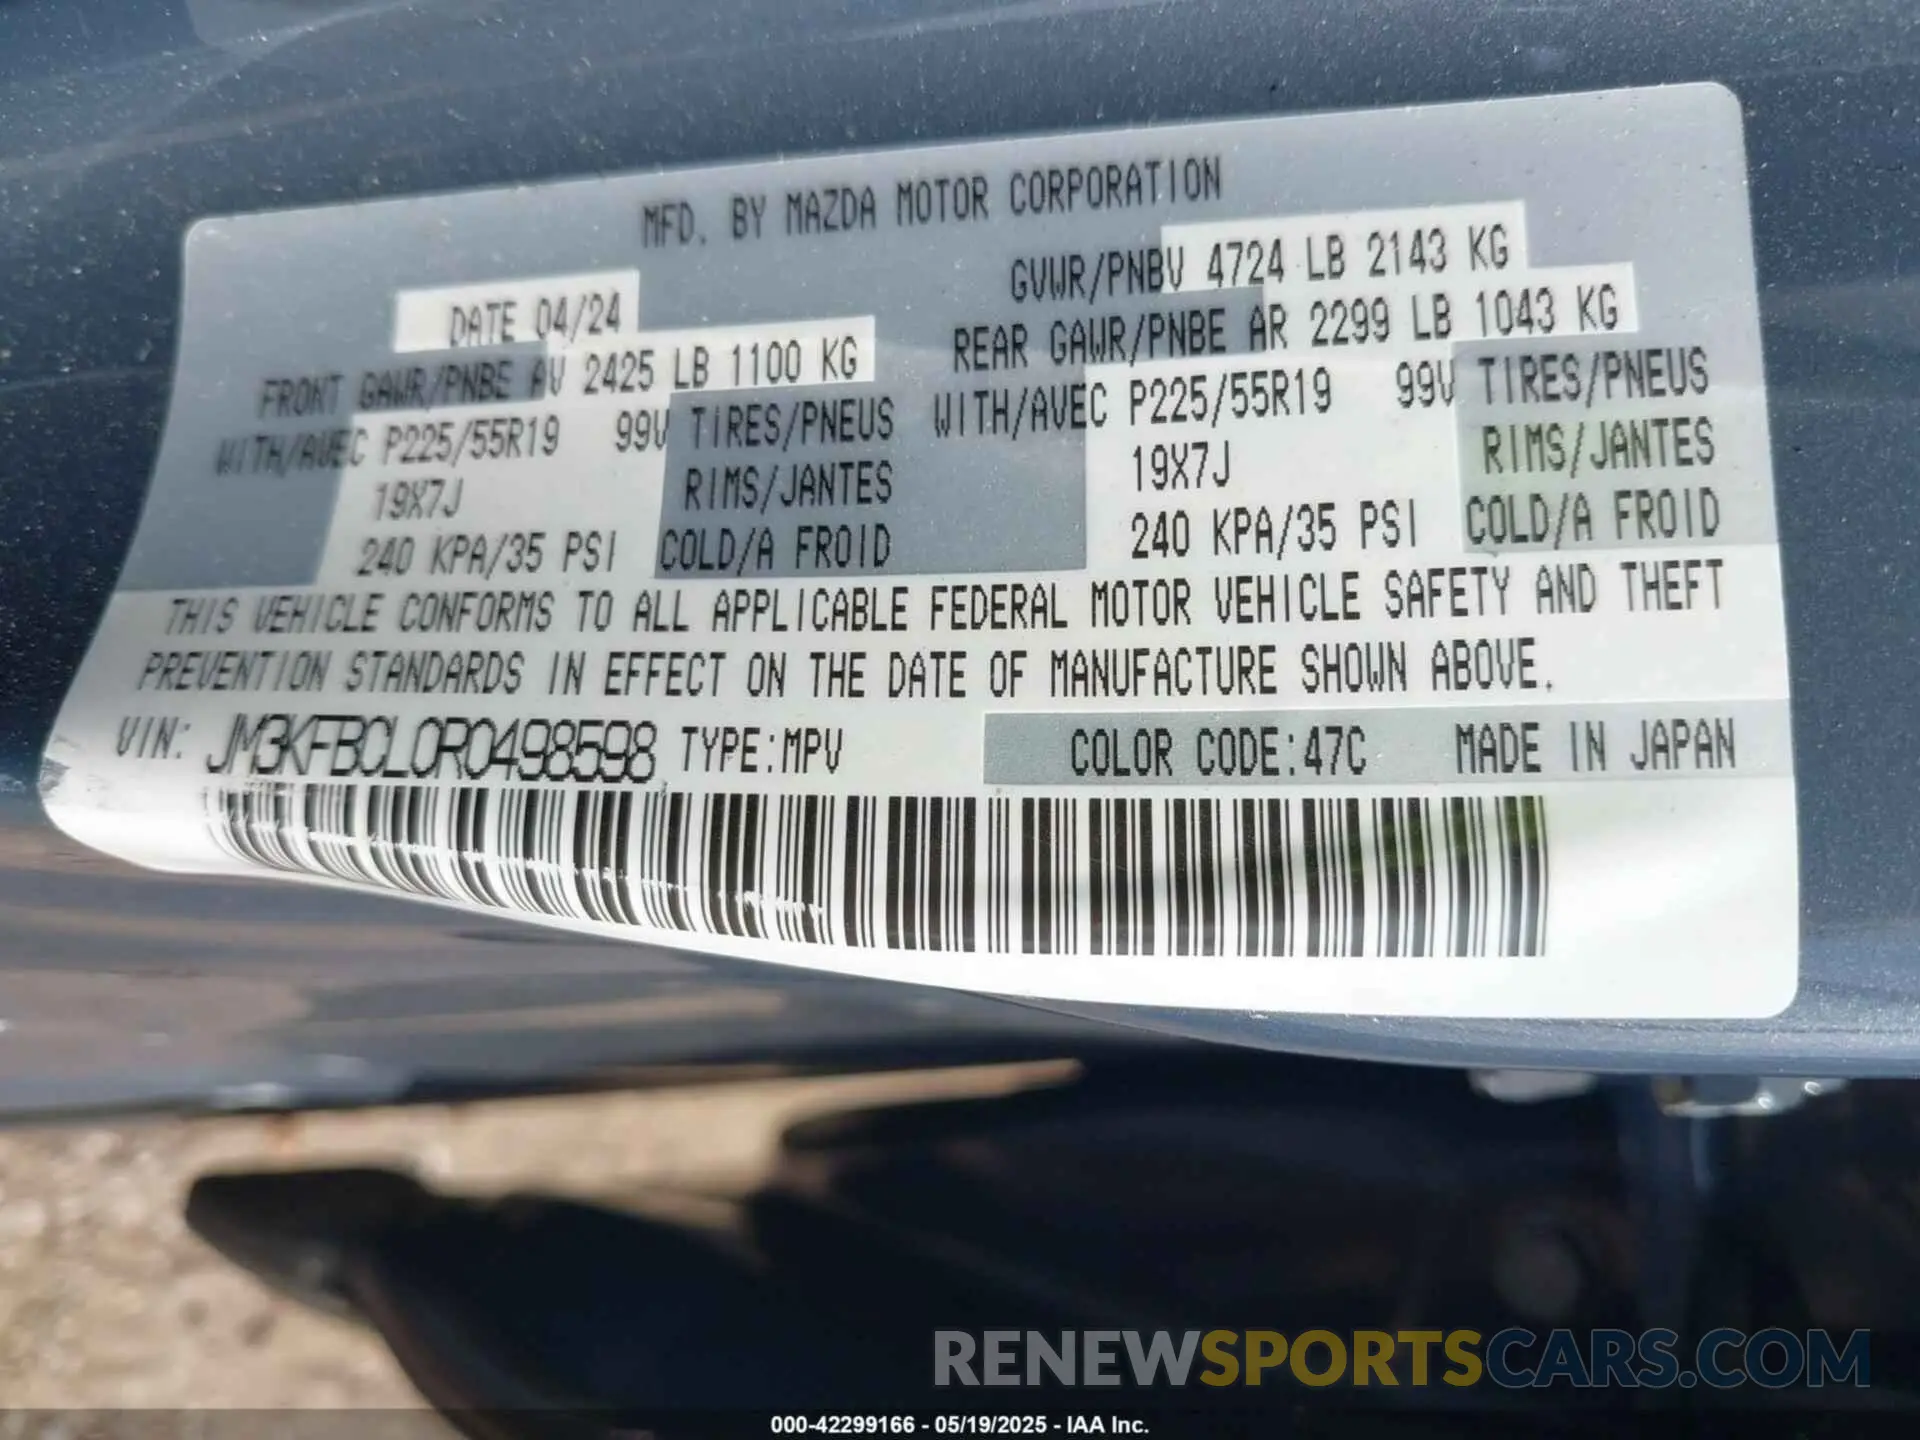 MFD. BY MAZDA MOTOR CORPORATION
DATE 04/24
GVWR/PNBV 4724 LB 2143 KG
FRONT GAWR/PNBE AV 2425 LB 1100 KG
REAR GAWR/PNBE AR 2299 LB 1043 KG
WITH/AVEC P225/55R19 99V TIRES/PNEUS
WITH/AVEC P225/55R19 99V TIRES/PNEUS
19X7J RIMS/JANTES
19X7J RIMS/JANTES
240 KPA/35 PSI COLD/A FROID
240 KPA/35 PSI COLD/A FROID
THIS VEHICLE CONFORMS TO ALL APPLICABLE FEDERAL MOTOR VEHICLE SAFETY AND THEFT
PREVENTION STANDARDS IN EFFECT ON THE DATE OF MANUFACTURE SHOWN ABOVE.
VIN: JM3KFBCL0R0498598 TYPE:MPV COLOR CODE:47C MADE IN JAPAN
RENEWSPORTSCARS.COM
000-42299166 - 05/19/2025 - IAA Inc.